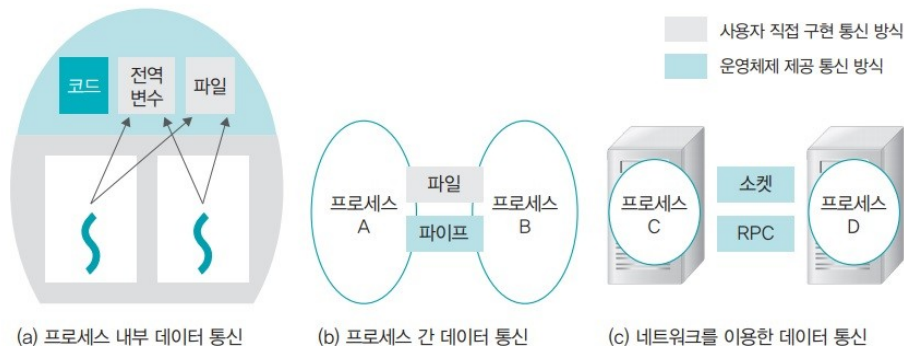 사용자 직접 구현 통신 방식
운영체제 제공 통신 방식
코드
전역
변수
파일
프로세스
A
파일
파이프
프로세스
B
프로세스
C
소켓
RPC
프로세스
D
(a) 프로세스 내부 데이터 통신
(b) 프로세스 간 데이터 통신
(c) 네트워크를 이용한 데이터 통신